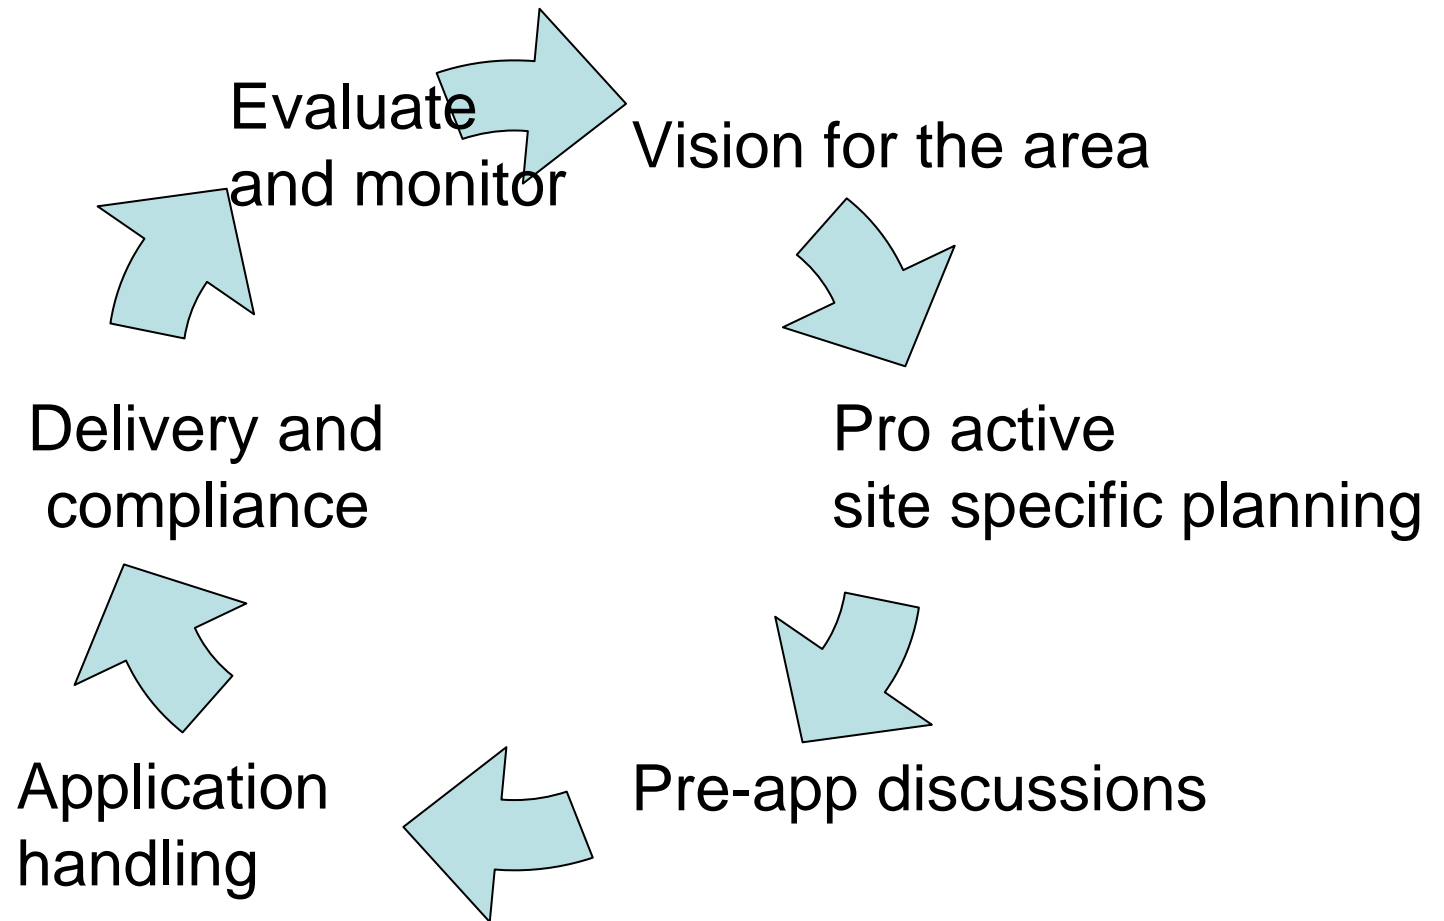 Evaluate
and monitor
Vision for the area
Pro active
site specific planning
Pre-app discussions
Application
handling
Delivery and
compliance